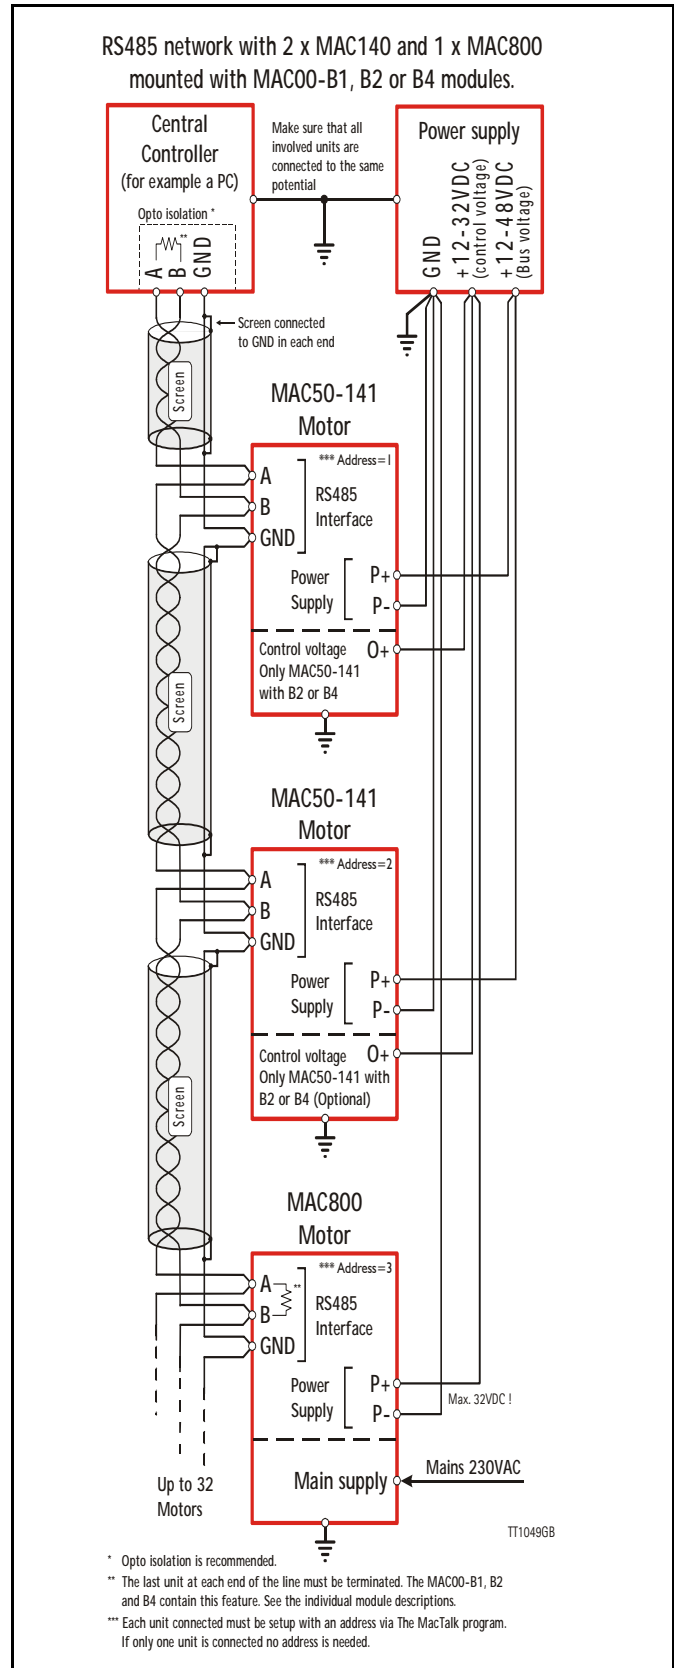 RS485 network with 2 x MAC140 and 1 x MAC800
mounted with MAC00-B1, B2 or B4 modules.
Central
Controller
(for example a PC)
Opto isolation *
**
A
B
GND
Make sure that all
involved units are
connected to the same
potential
Power supply
GND
+12-32VDC
(control voltage)
+12-48VDC
(Bus voltage)
Screen connected
to GND in each end
Screen
MAC50-141
Motor
*** Address=1
A
RS485
B
Interface
GND
Power
Supply
P+
P-
Control voltage
O+
Only MAC50-141
with B2 or B4
Screen
MAC50-141
Motor
*** Address=2
A
RS485
B
Interface
GND
Power
Supply
P+
P-
Control voltage
O+
Only MAC50-141 with
B2 or B4 (Optional)
Screen
MAC800
Motor
*** Address=3
A
**
RS485
B
Interface
GND
Power
Supply
P+
P-
Max. 32VDC !
Main supply
Mains 230VAC
Up to 32
Motors
TT1049GB
* Opto isolation is recommended.
** The last unit at each end of the line must be terminated. The MAC00-B1, B2
and B4 contain this feature. See the individual module descriptions.
*** Each unit connected must be setup with an address via The MacTalk program.
If only one unit is connected no address is needed.